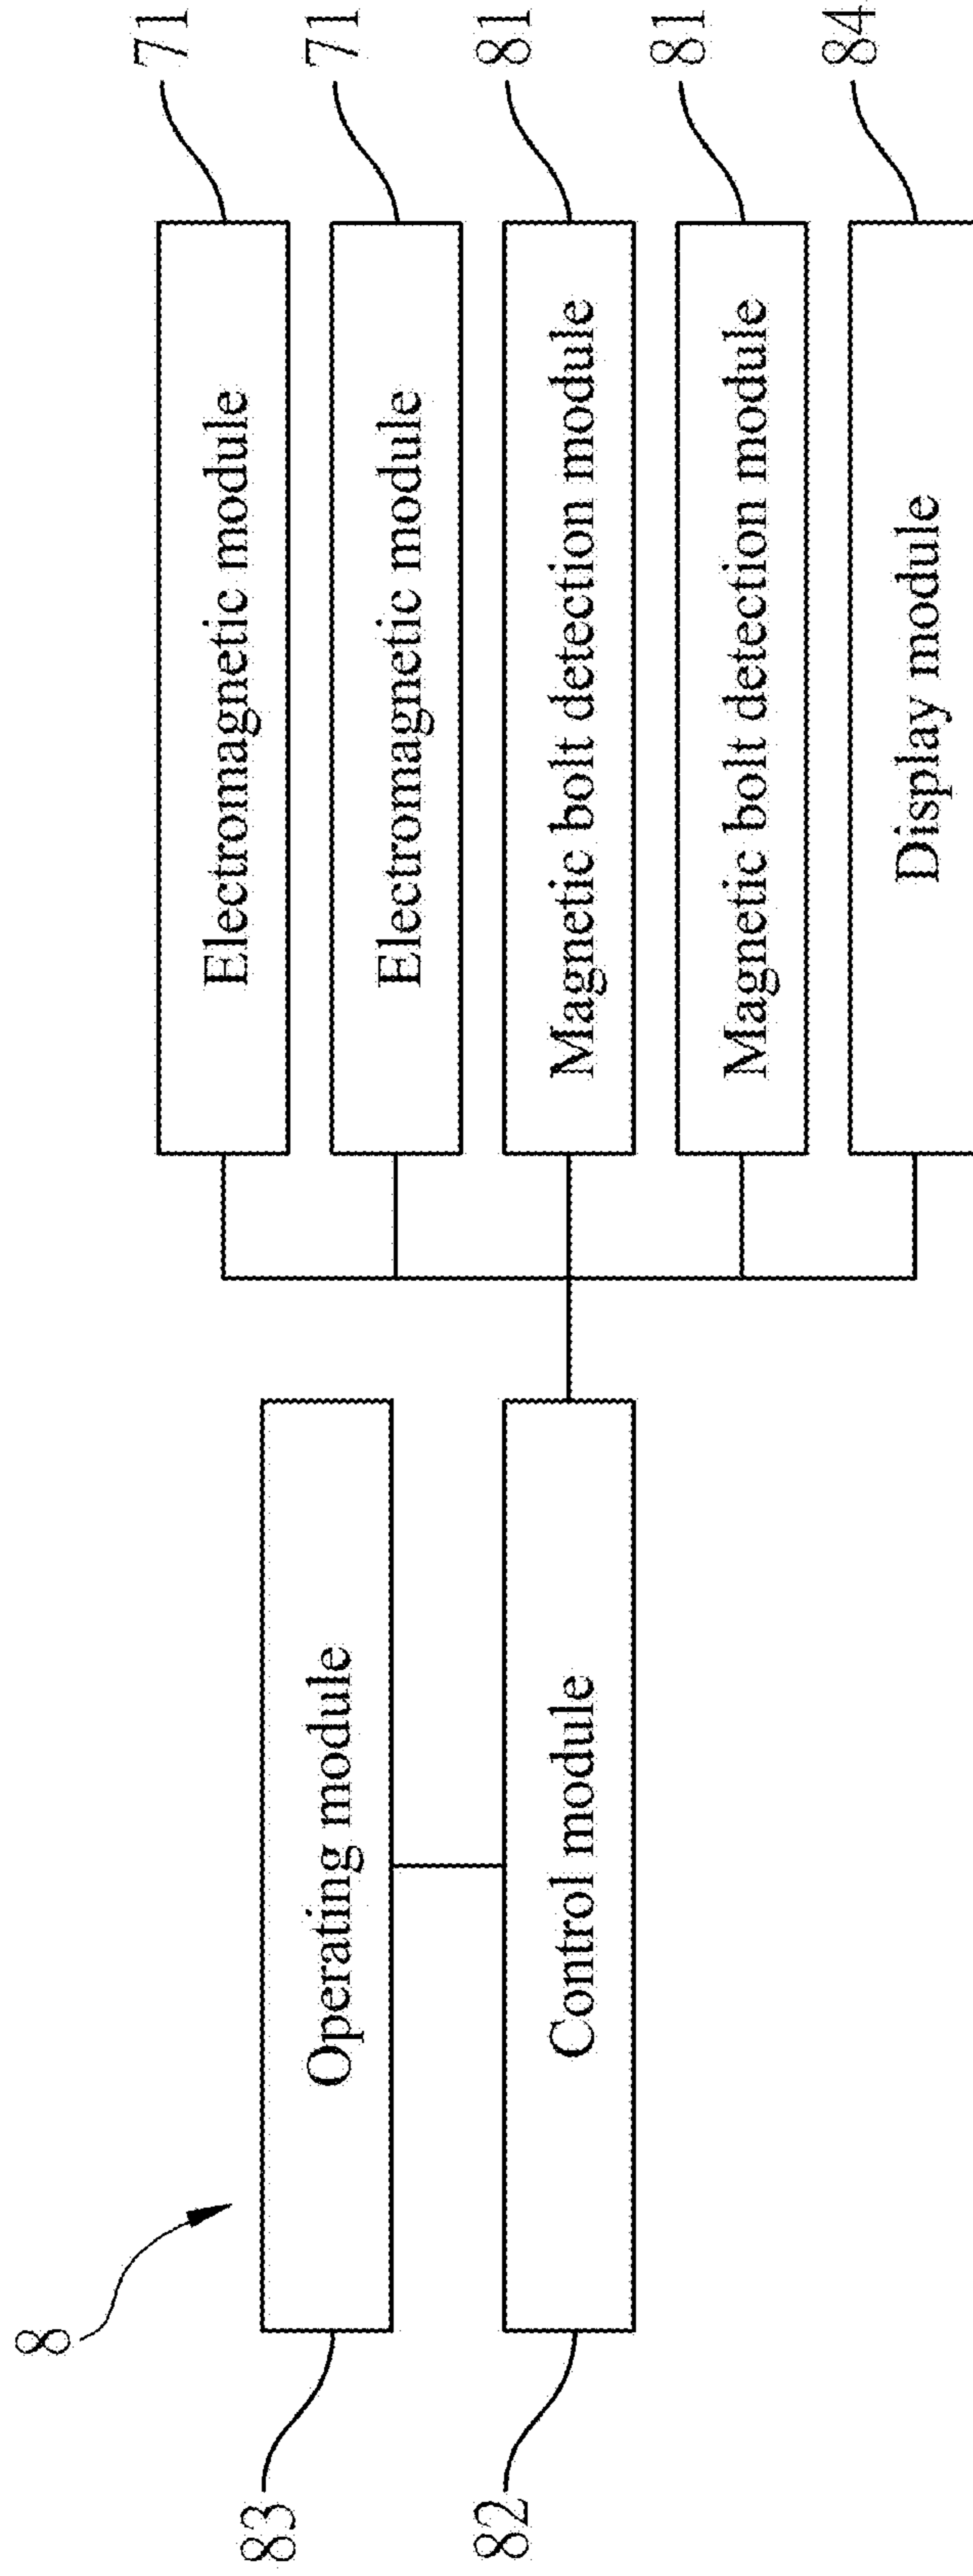 8
83
Operating module
82
Control module
Electromagnetic module
71
Electromagnetic module
71
Magnetic bolt detection module
81
Magnetic bolt detection module
81
Display module
84